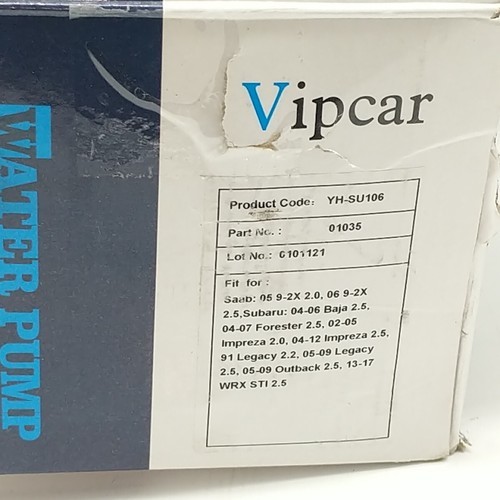 Vipcar
WATER PUMP
Product Code: YH-SU106
Part No. : 01035
Lot No.: 0101121
Fit for :
Saab: 05 9-2X 2.0, 06 9-2X
2.5,Subaru: 04-06 Baja 2.5,
04-07 Forester 2.5, 02-05
Impreza 2.0, 04-12 Impreza 2.5,
91 Legacy 2.2, 05-09 Legacy
2.5, 05-09 Outback 2.5, 13-17
WRX STI 2.5